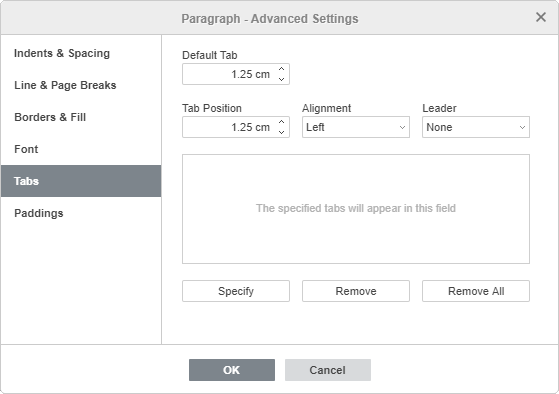 Paragraph - Advanced Settings
Indents & Spacing
Line & Page Breaks
Borders & Fill
Font
Tabs
Paddings
Default Tab
1.25 cm
Tab Position Alignment Leader
1.25 cm Left None
The specified tabs will appear in this field
Specify Remove Remove All
OK Cancel